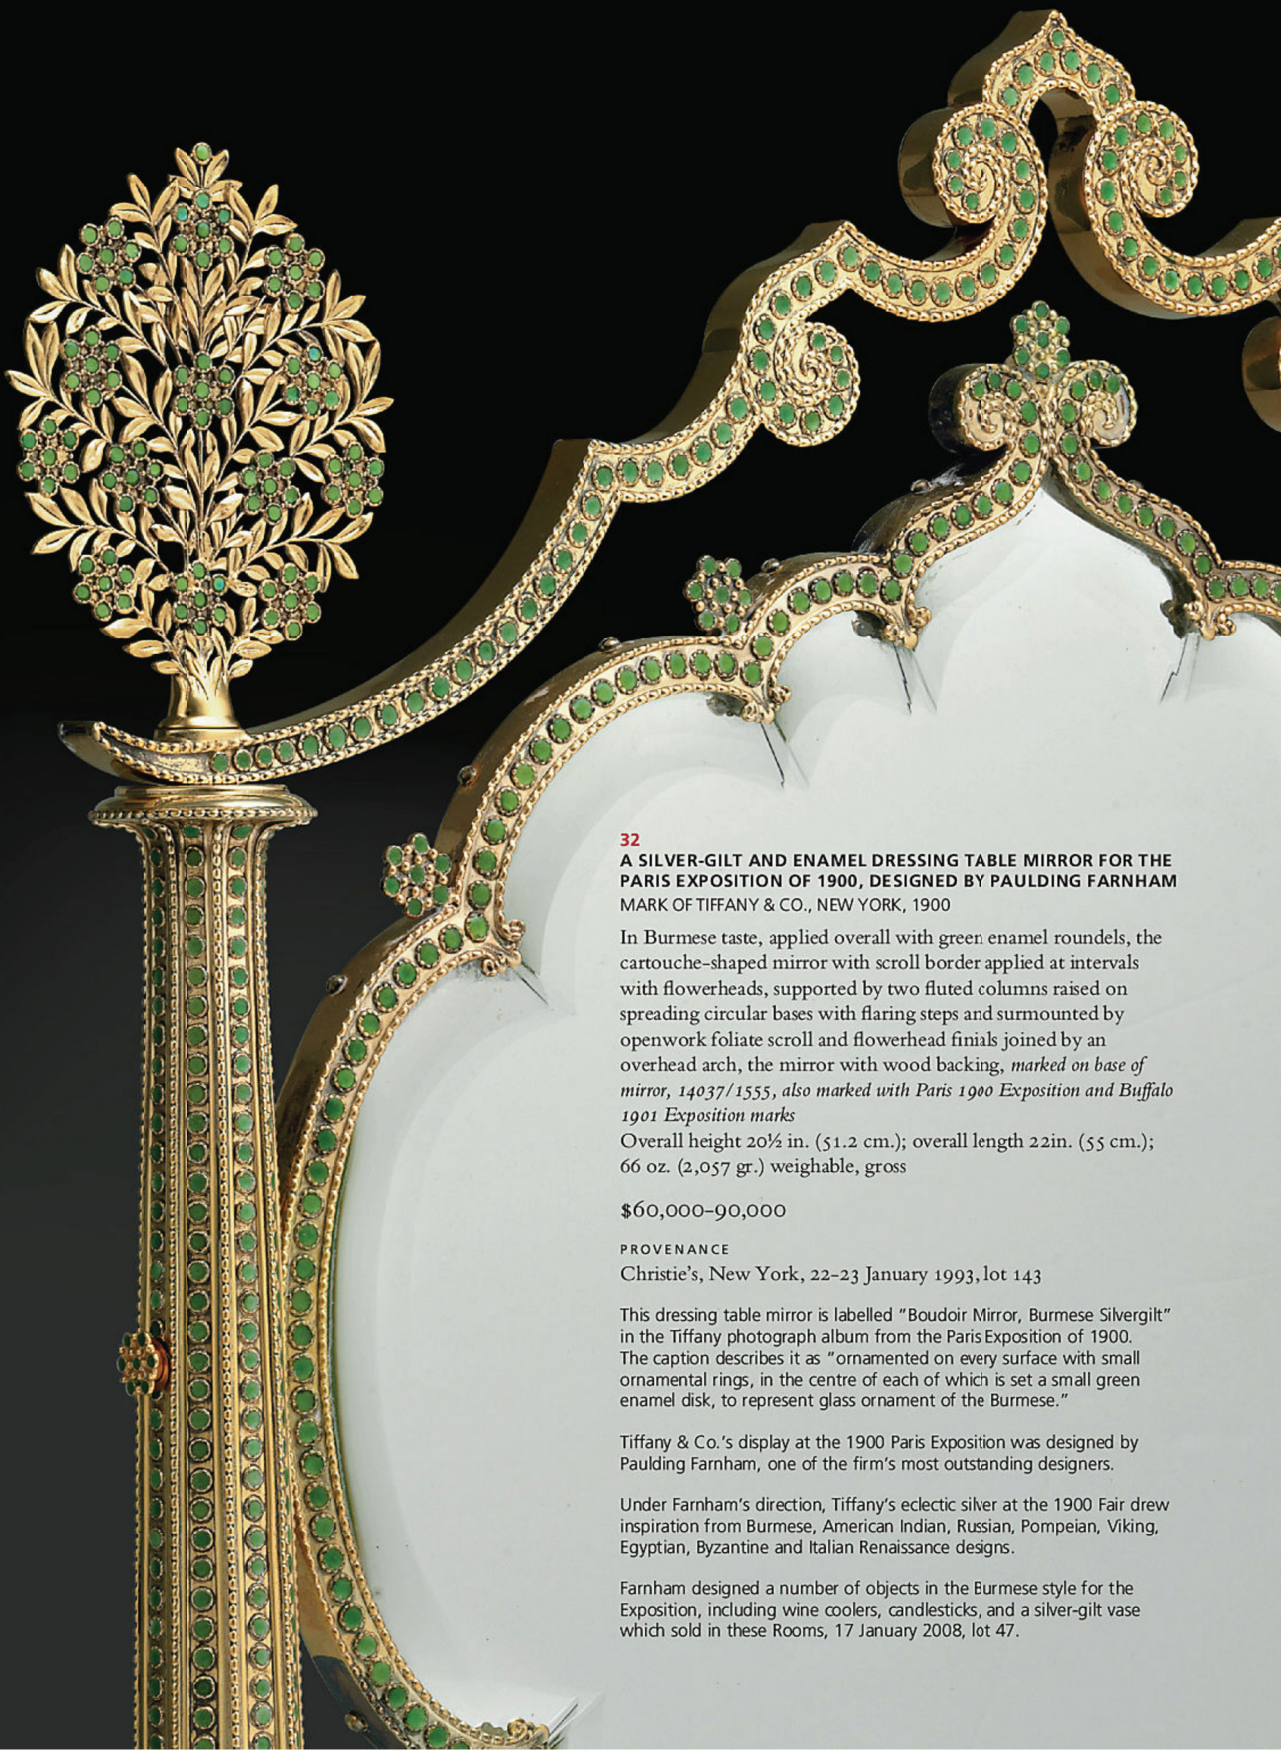 32
A SILVER-GILT AND ENAMEL DRESSING TABLE MIRROR FOR THE
PARIS EXPOSITION OF 1900, DESIGNED BY PAULDING FARNHAM
MARK OF TIFFANY & CO., NEW YORK, 1900
In Burmese taste, applied overall with green enamel roundels, the
cartouche-shaped mirror with scroll border applied at intervals
with flowerheads, supported by two fluted columns raised on
spreading circular bases with flaring steps and surmounted by
openwork foliate scroll and flowerhead finials joined by an
overhead arch, the mirror with wood backing, marked on base of
mirror, 14037/1555, also marked with Paris 1900 Exposition and Buffalo
1901 Exposition marks
Overall height 20½ in. (51.2 cm.); overall length 22in. (55 cm.);
66 oz. (2,057 gr.) weighable, gross
$60,000–90,000
PROVENANCE
Christie's, New York, 22-23 January 1993, lot 143
This dressing table mirror is labelled "Boudoir Mirror, Burmese Silvergilt"
in the Tiffany photograph album from the Paris Exposition of 1900.
The caption describes it as "ornamented on every surface with small
ornamental rings, in the centre of each of which is set a small green
enamel disk, to represent glass ornament of the Burmese."
Tiffany & Co.'s display at the 1900 Paris Exposition was designed by
Paulding Farnham, one of the firm's most outstanding designers.
Under Farnham's direction, Tiffany's eclectic silver at the 1900 Fair drew
inspiration from Burmese, American Indian, Russian, Pompeian, Viking,
Egyptian, Byzantine and Italian Renaissance designs.
Farnham designed a number of objects in the Burmese style for the
Exposition, including wine coolers, candlesticks, and a silver-gilt vase
which sold in these Rooms, 17 January 2008, lot 47.